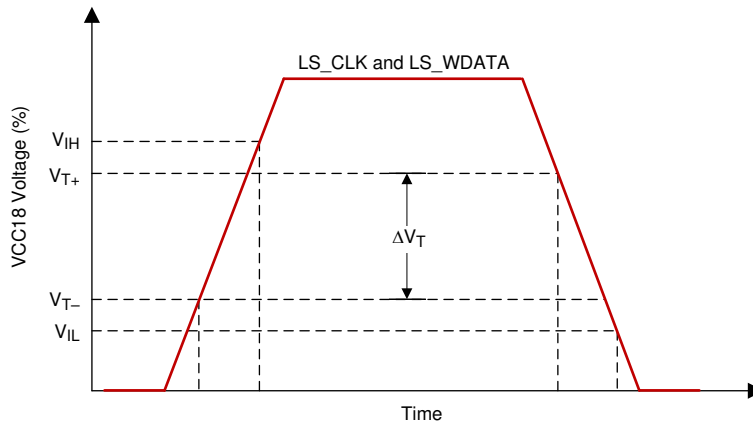 LS_CLK and LS_WDATA
VCC18 Voltage (%)
VIH
VT+
ΔVT
VT–
VIL
Time